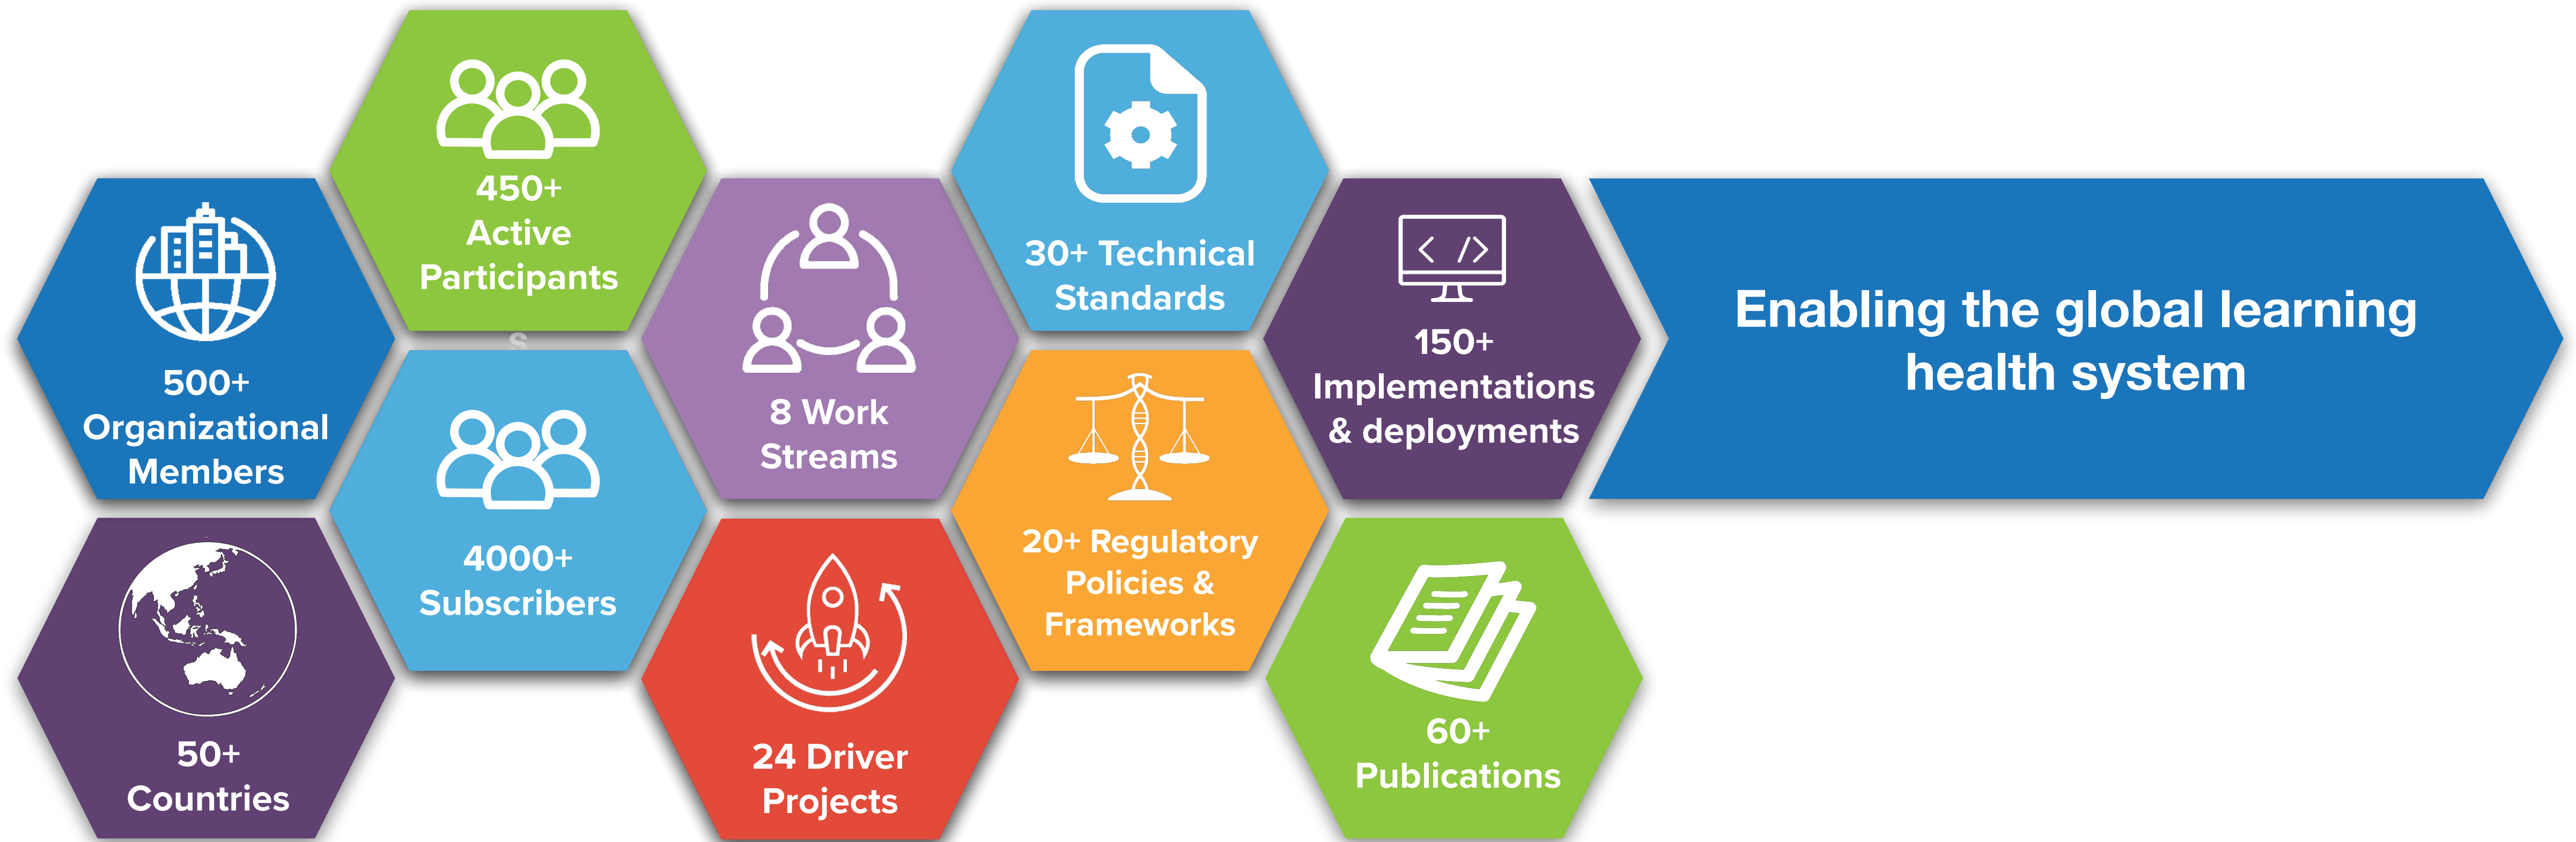 500+
Organizational
Members
50+
Countries
450+
Active
Participants
s
4000+
Subscribers
8 Work
Streams
24 Driver
Projects
30+ Technical
Standards
20+ Regulatory
Policies &
Frameworks
< />
150+
Implementations
& deployments
60+
Publications
Enabling the global learning
health system